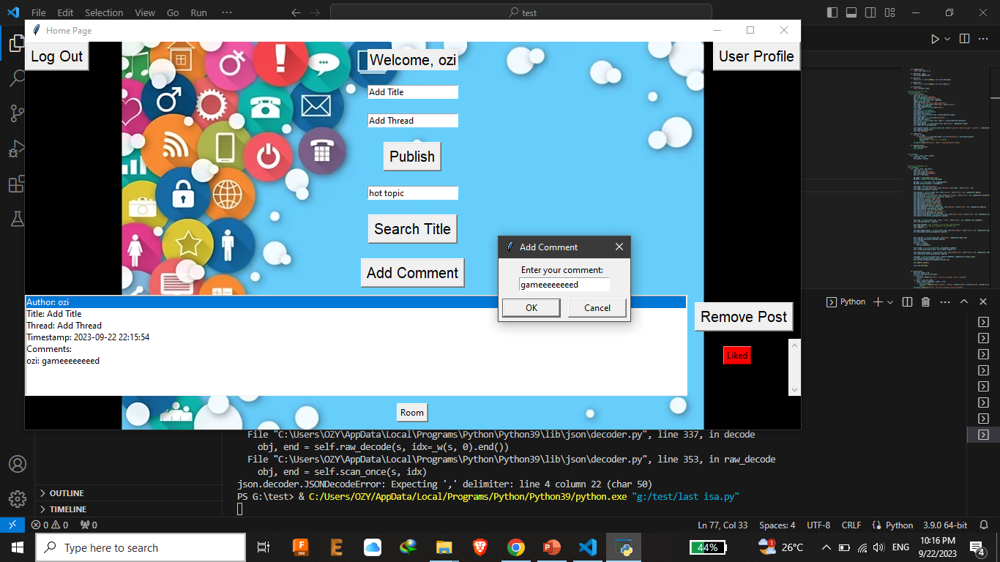 File Edit Selection View Go Run ··· test
Home Page
Log Out
Welcome, ozi
User Profile
Add Title
Add Thread
Publish
hot topic
Search Title
Add Comment
Add Comment
Enter your comment:
gameeeeeeeed
OK Cancel
Author: ozi
Title: Add Title
Thread: Add Thread
Timestamp: 2023-09-22 22:15:54
Comments:
ozi: gameeeeeeeed
Remove Post
Liked
Room
Python
File "C:\Users\OZY\AppData\Local\Programs\Python\Python39\lib\json\decoder.py", line 337, in decode
obj, end = self.raw_decode(s, idx=_w(s, 0).end())
File "C:\Users\OZY\AppData\Local\Programs\Python\Python39\lib\json\decoder.py", line 353, in raw_decode
obj, end = self.scan_once(s, idx)
json.decoder.JSONDecodeError: Expecting ',' delimiter: line 4 column 22 (char 50)
PS G:\test> & C:/Users/OZY/AppData/Local/Programs/Python/Python39/python.exe "g:/test/last isa.py"
OUTLINE
TIMELINE
0 0 0 Ln 77, Col 33 Spaces: 4 UTF-8 CRLF Python 3.9.0 64-bit
Type here to search
44%
1
26°C
ENG
10:16 PM
9/22/2023
4